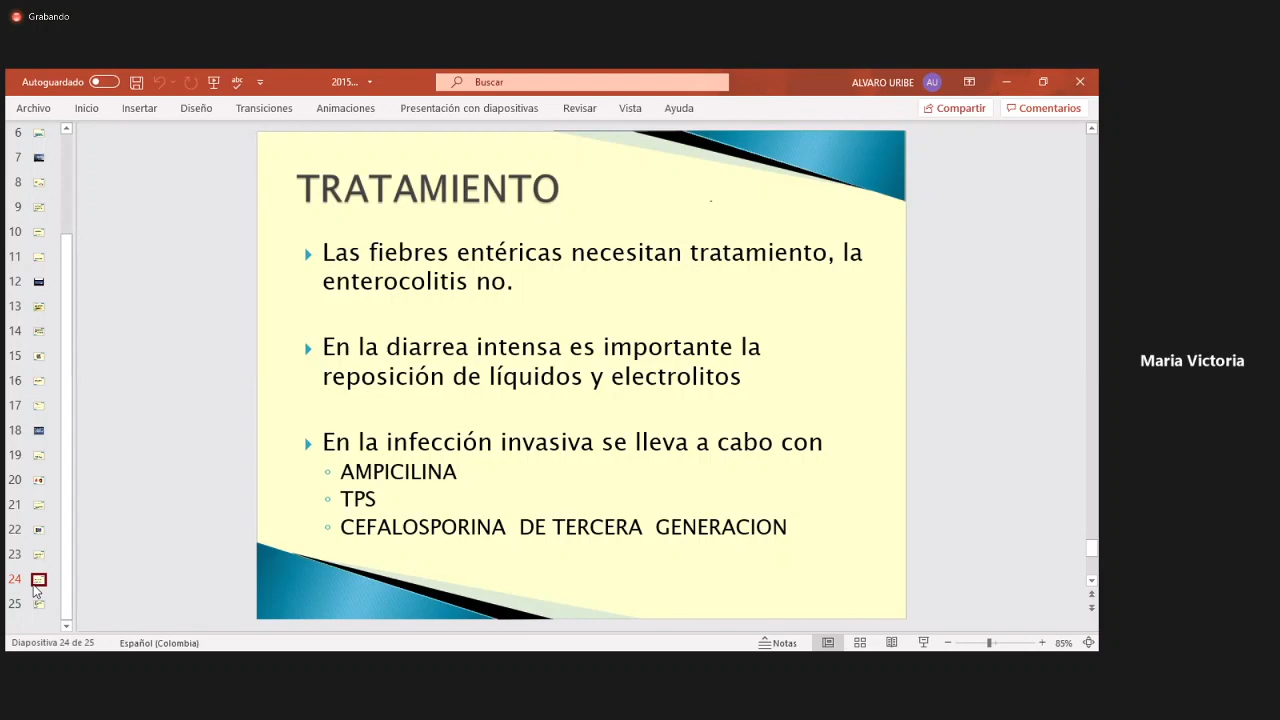 Grabando
Autoguardado
2015...
Buscar
ALVARO URIBE
AU
Archivo
Inicio
Insertar
Diseño
Transiciones
Animaciones
Presentación con diapositivas
Revisar
Vista
Ayuda
Compartir
Comentarios
6
7
8
9
10
11
12
13
14
15
16
17
18
19
20
21
22
23
24
25
TRATAMIENTO
Las fiebres entéricas necesitan tratamiento, la
enterocolitis no.
En la diarrea intensa es importante la
reposición de líquidos y electrolitos
En la infección invasiva se lleva a cabo con
AMPICILINA
TPS
CEFALOSPORINA DE TERCERA GENERACION
Maria Victoria
Diapositiva 24 de 25
Español (Colombia)
Notas
85%